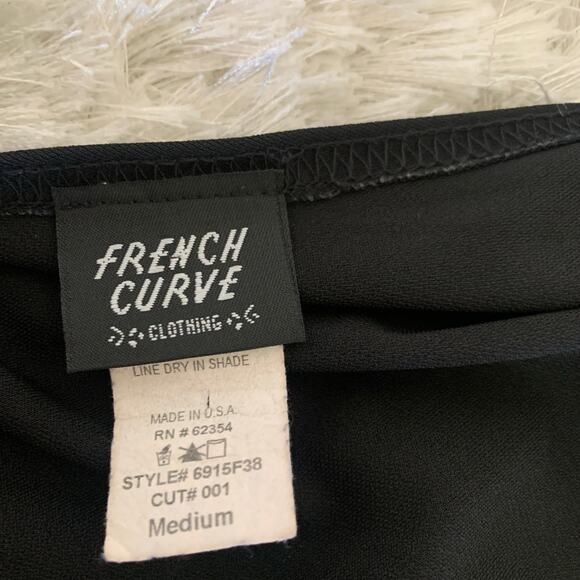 FRENCH
CURVE
CLOTHING
LINE DRY IN SHADE
MADE IN U.S.A.
RN # 62354
STYLE# 6915F38
CUT# 001
Medium